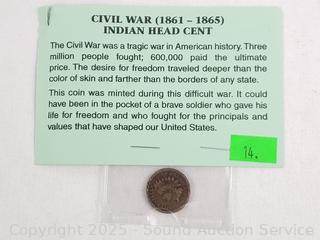 CIVIL WAR (1861 – 1865)
INDIAN HEAD CENT
The Civil War was a tragic war in American history. Three
million people fought; 600,000 paid the ultimate
price. The desire for freedom traveled deeper than the
color of skin and farther than the borders of any state.
This coin was minted during this difficult war. It could
have been in the pocket of a brave soldier who gave his
life for freedom and who fought for the principals and
values that have shaped our United States.
14.
Copyright 2025 - Sound Auction Service